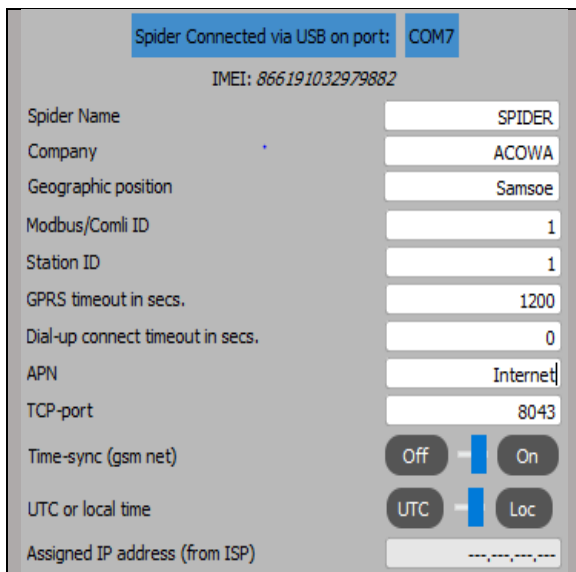 Spider Connected via USB on port: COM7
IMEI: 866191032979882
Spider Name SPIDER
Company ACOWA
Geographic position Samsoe
Modbus/Comli ID 1
Station ID 1
GPRS timeout in secs. 1200
Dial-up connect timeout in secs. 0
APN Internet
TCP-port 8043
Time-sync (gsm net) Off On
UTC or local time UTC Loc
Assigned IP address (from ISP) ---.---.---.---